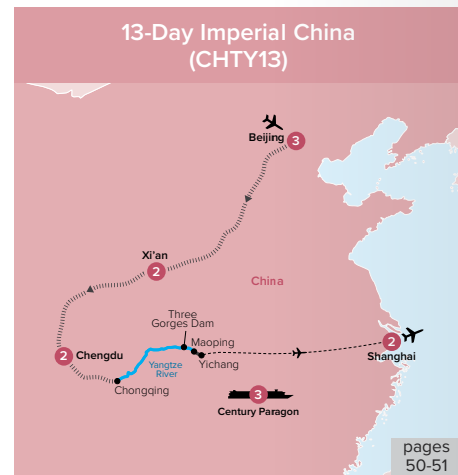 13-Day Imperial China
(CHTY13)
Beijing
3
Xi'an
2
China
Three
Gorges Dam
Maoping
2
Chengdu
Yangtze
River
Yichang
2
Shanghai
Chongqing
3
Century Paragon
pages
50-51